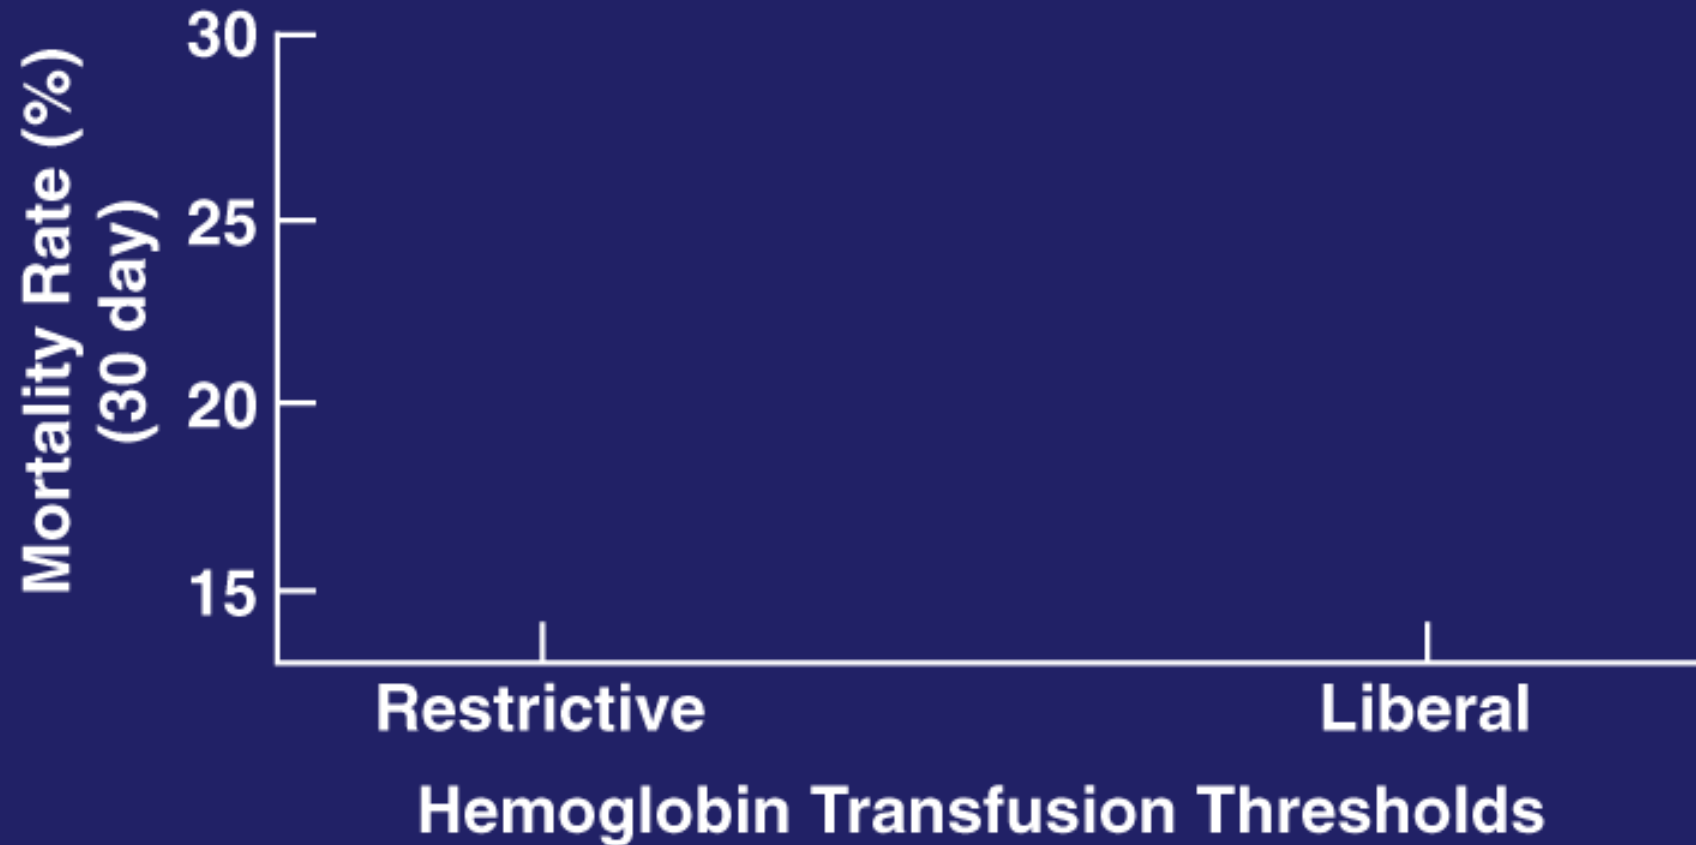 Mortality Rate (%)
(30 day)
30
25
20
15
Restrictive
Liberal
Hemoglobin Transfusion Thresholds